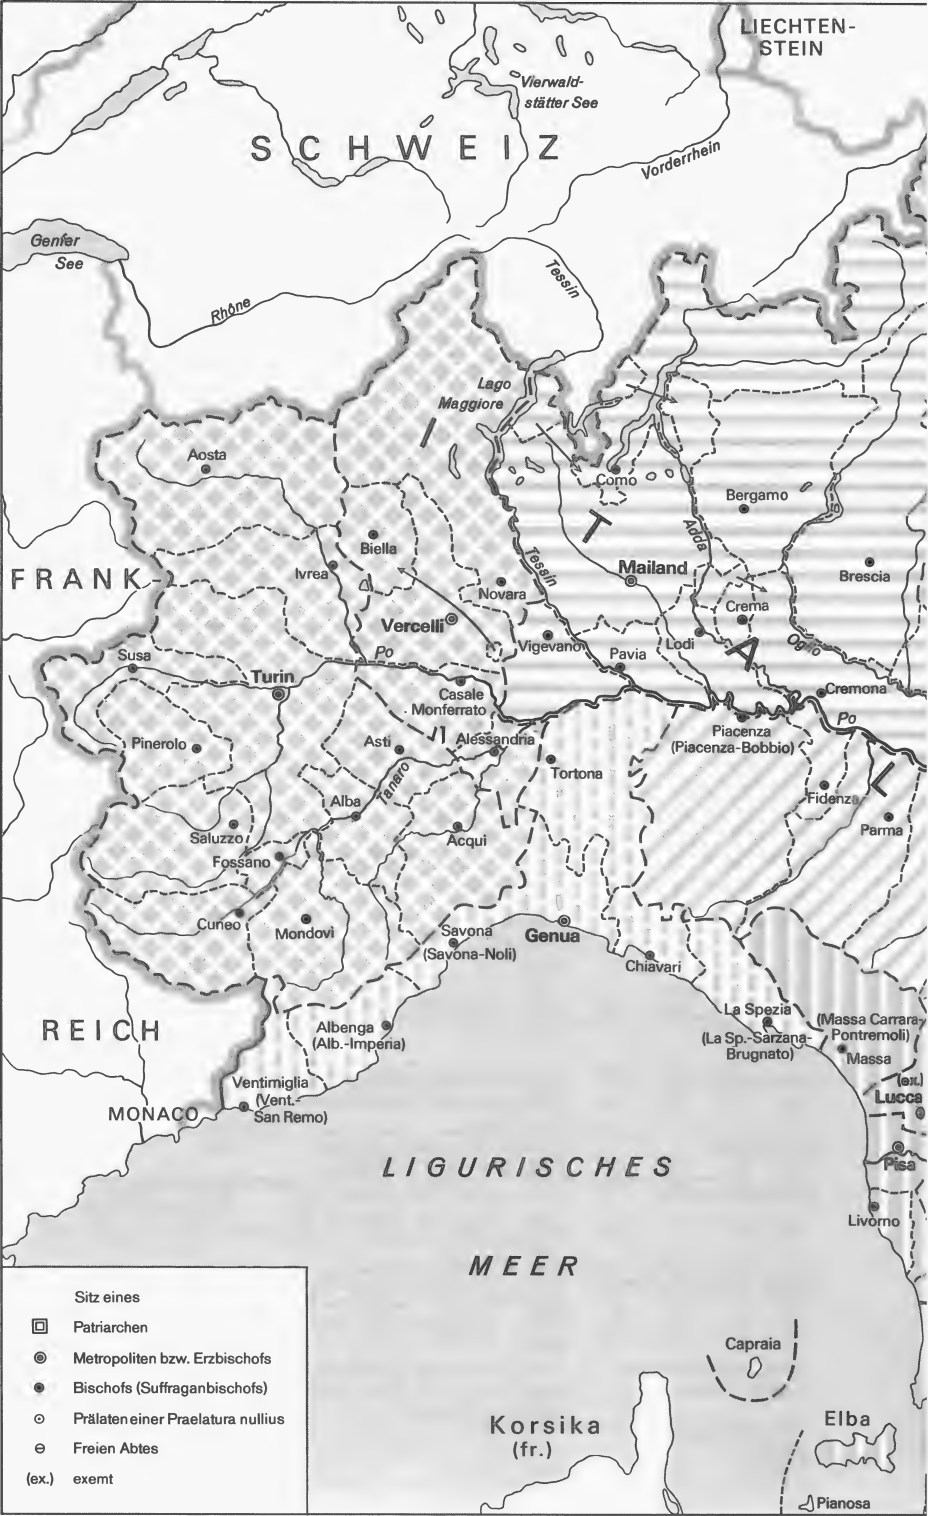 LIECHTEN-
STEIN
Vierwald-
stätter See
SCHWEIZ
Vorderrhein
Genfer
See
Tessin
Rhône
Lago
Maggiore
I
Aosta
Como
Bergamo
T
Adda
Biella
Tessin
FRANK-
Ivrea
Mailand
Brescia
Novara
Crema
Vercelli
Vigevano
Lodi
Oglio
A
Susa
Po
Pavia
Turin
Casale
Monferrato
Cremona
Po
Pinerolo
Asti
Alessandria
Piacenza
(Piacenza-Bobbio)
Tortona
L
Tanaro
Alba
Fidenza
Saluzzo
Acqui
Parma
Fossano
Cuneo
Mondovi
Savona
(Savona-Noli)
Genua
Chiavari
REICH
Albenga
(Alb.-Imperia)
La Spezia
(La Sp.-Sarzana-
Brugnato)
(Massa Carrara-
Pontremoli)
Massa
Ventimiglia
(Vent.-
San Remo)
MONACO
(ex.)
Lucca
LIGURISCHES
Pisa
Livorno
MEER
Sitz eines
Patriarchen
Metropoliten bzw. Erzbischofs
Bischofs (Suffraganbischofs)
Prälaten einer Praelatura nullius
Freien Abtes
(ex.) exemt
Capraia
Korsika
(fr.)
Elba
Pianosa